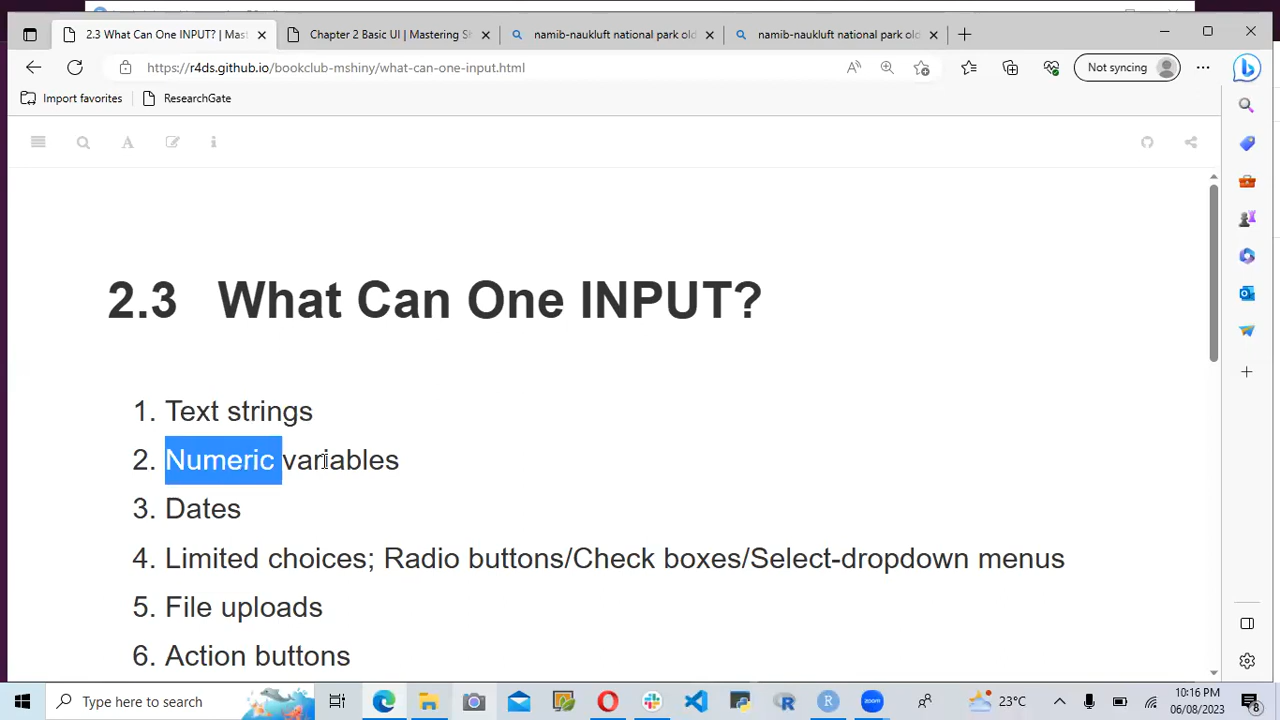 2.3 What Can One INPUT? | Mas
Chapter 2 Basic UI | Mastering S
namib-naukluft national park old
namib-naukluft national park old
https://r4ds.github.io/bookclub-mshiny/what-can-one-input.html
Not syncing
Import favorites
ResearchGate
2.3 What Can One INPUT?
1. Text strings
2. Numeric variables
3. Dates
4. Limited choices; Radio buttons/Check boxes/Select-dropdown menus
5. File uploads
6. Action buttons
Type here to search
23°C
10:16 PM
06/08/2023
8